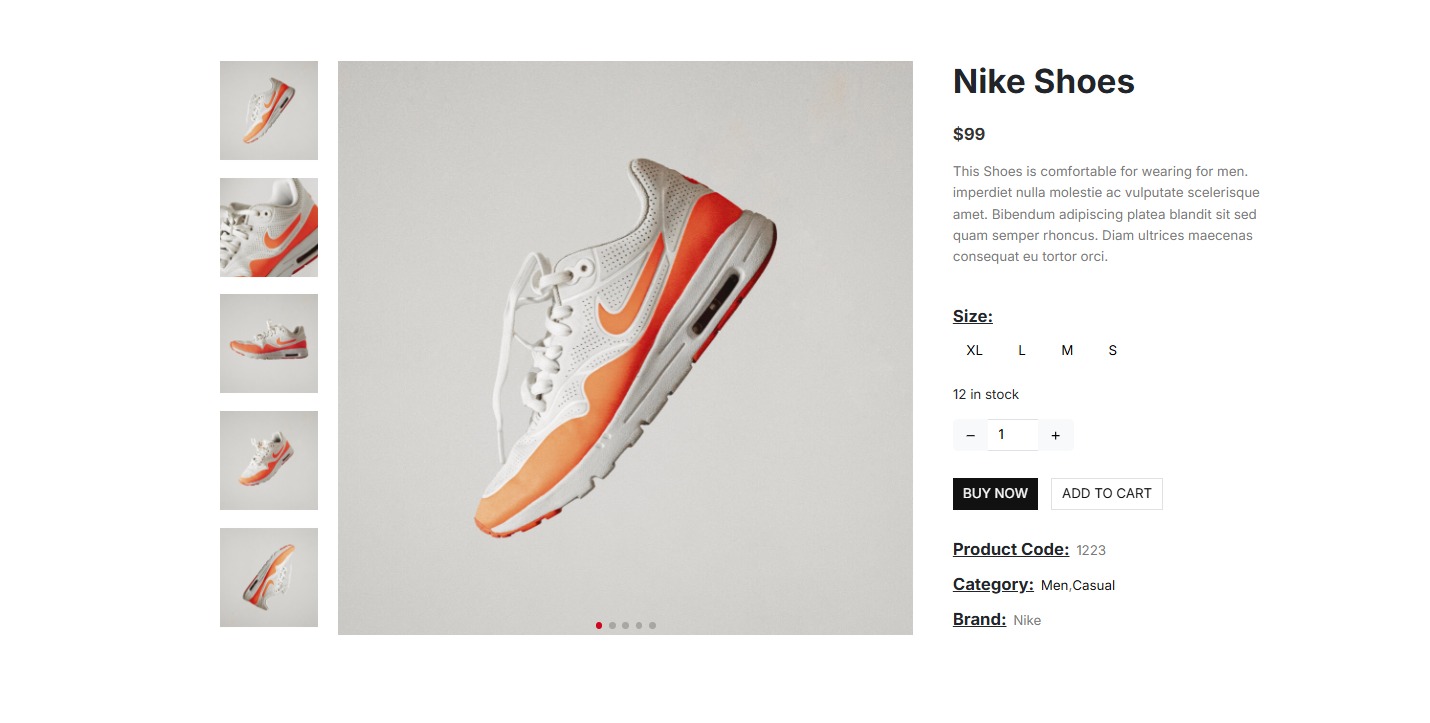 Nike Shoes
$99
This Shoes is comfortable for wearing for men.
imperdiet nulla molestie ac vulputate scelerisque
amet. Bibendum adipiscing platea blandit sit sed
quam semper rhoncus. Diam ultrices maecenas
consequat eu tortor orci.
Size:
XL L M S
12 in stock
− 1 +
BUY NOW ADD TO CART
Product Code: 1223
Category: Men,Casual
Brand: Nike